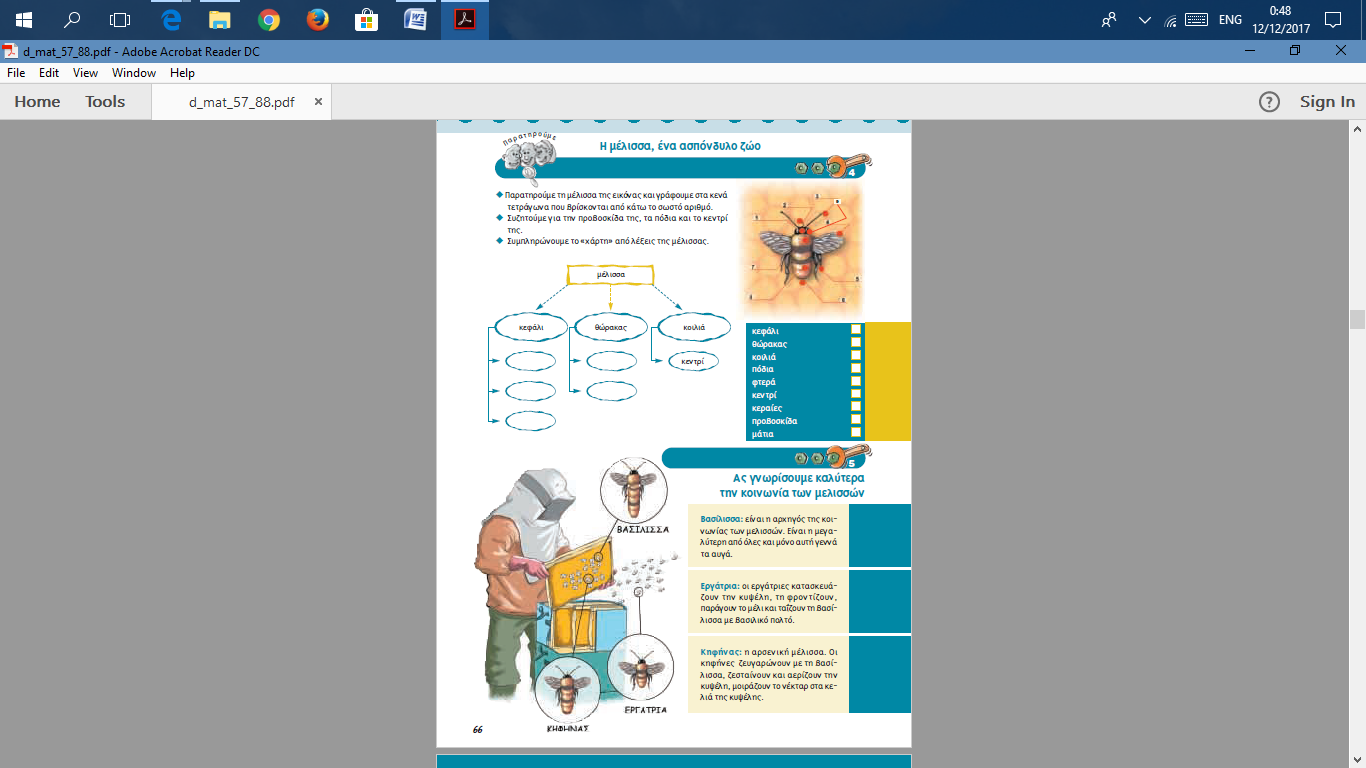 0:48
ENG
12/12/2017
d_mat_57_88.pdf - Adobe Acrobat Reader DC
File Edit View Window Help
Home Tools d_mat_57_88.pdf × ? Sign In
Παρατηρούμε
Η μέλισσα, ένα ασπόνδυλο ζώο
4
Παρατηρούμε τη μέλισσα της εικόνας και γράφουμε στα κενά
τετράγωνα που βρίσκονται από κάτω το σωστό αριθμό.
Συζητούμε για την προβοσκίδα της, τα πόδια και το κεντρί
της.
Συμπληρώνουμε το «χάρτη» από λέξεις της μέλισσας.
μέλισσα
κεφάλι θώρακας κοιλιά
κεντρί
κεφάλι
θώρακας
κοιλιά
πόδια
φτερά
κεντρί
κεραίες
προβοσκίδα
μάτια
5
Ας γνωρίσουμε καλύτερα
την κοινωνία των μελισσών
ΒΑΣΙΛΙΣΣΑ
Βασίλισσα: είναι η αρχηγός της κοι-
νωνίας των μελισσών. Είναι η μεγα-
λύτερη από όλες και μόνο αυτή γεννά
τα αυγά.
Εργάτρια: οι εργάτριες κατασκευά-
ζουν την κυψέλη, τη φροντίζουν,
παράγουν το μέλι και ταΐζουν τη βασί-
λισσα με βασιλικό πολτό.
Κηφήνας: η αρσενική μέλισσα. Οι
κηφήνες ζευγαρώνουν με τη βασί-
λισσα, ζεσταίνουν και αερίζουν την
κυψέλη, μοιράζουν το νέκταρ στα κε-
λιά της κυψέλης.
ΕΡΓΑΤΡΙΑ
ΚΗΦΗΝΑΣ
66